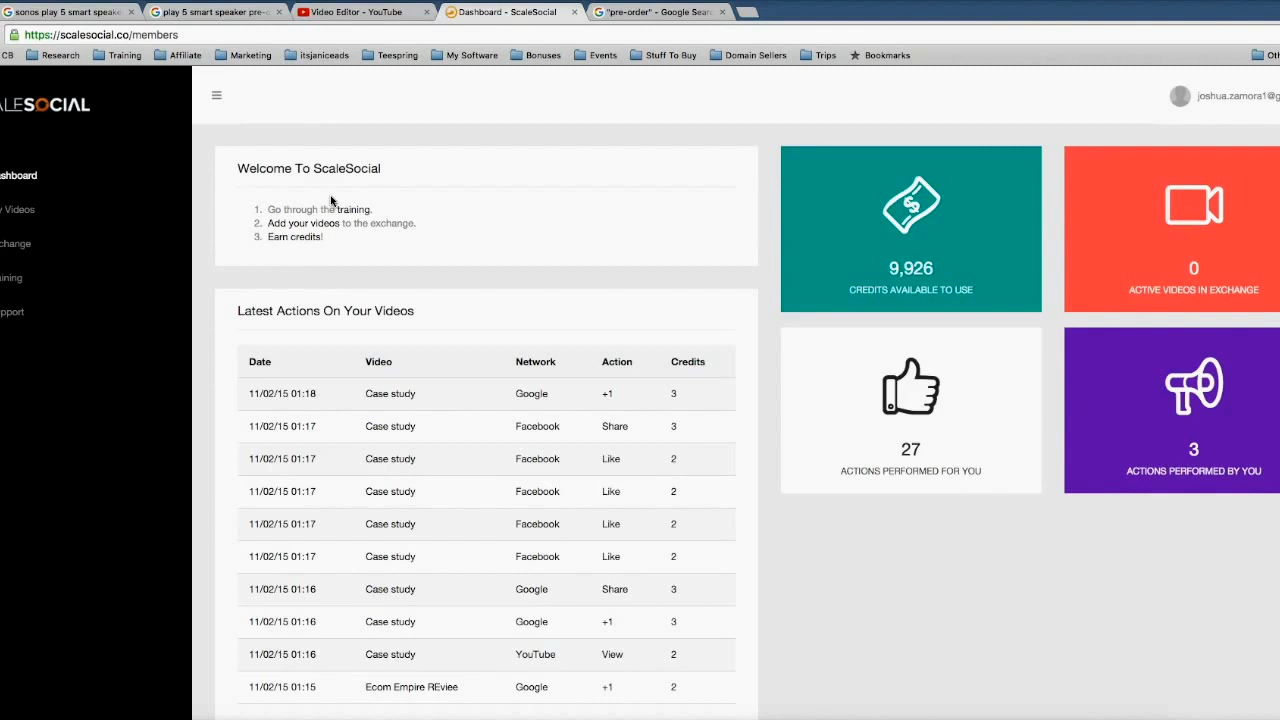 sonos play 5 smart speake
play 5 smart speaker pre-o
Video Editor - YouTube
Dashboard - ScaleSocial
"pre-order" - Google Searc
https://scalesocial.co/members
CB Research Training Affiliate Marketing itsjaniceads Teespring My Software Bonuses Events Stuff To Buy Domain Sellers Trips Bookmarks Oth
ALESOCIAL
joshua.zamora1@g
ashboard
y Videos
change
ining
pport
Welcome To ScaleSocial
1. Go through the training.
2. Add your videos to the exchange.
3. Earn credits!
Latest Actions On Your Videos
Date Video Network Action Credits
11/02/15 01:18 Case study Google +1 3
11/02/15 01:17 Case study Facebook Share 3
11/02/15 01:17 Case study Facebook Like 2
11/02/15 01:17 Case study Facebook Like 2
11/02/15 01:17 Case study Facebook Like 2
11/02/15 01:17 Case study Facebook Like 2
11/02/15 01:16 Case study Google Share 3
11/02/15 01:16 Case study Google +1 3
11/02/15 01:16 Case study YouTube View 2
11/02/15 01:15 Ecom Empire REviee Google +1 2
$
9,926
CREDITS AVAILABLE TO USE
0
ACTIVE VIDEOS IN EXCHANGE
27
ACTIONS PERFORMED FOR YOU
3
ACTIONS PERFORMED BY YOU